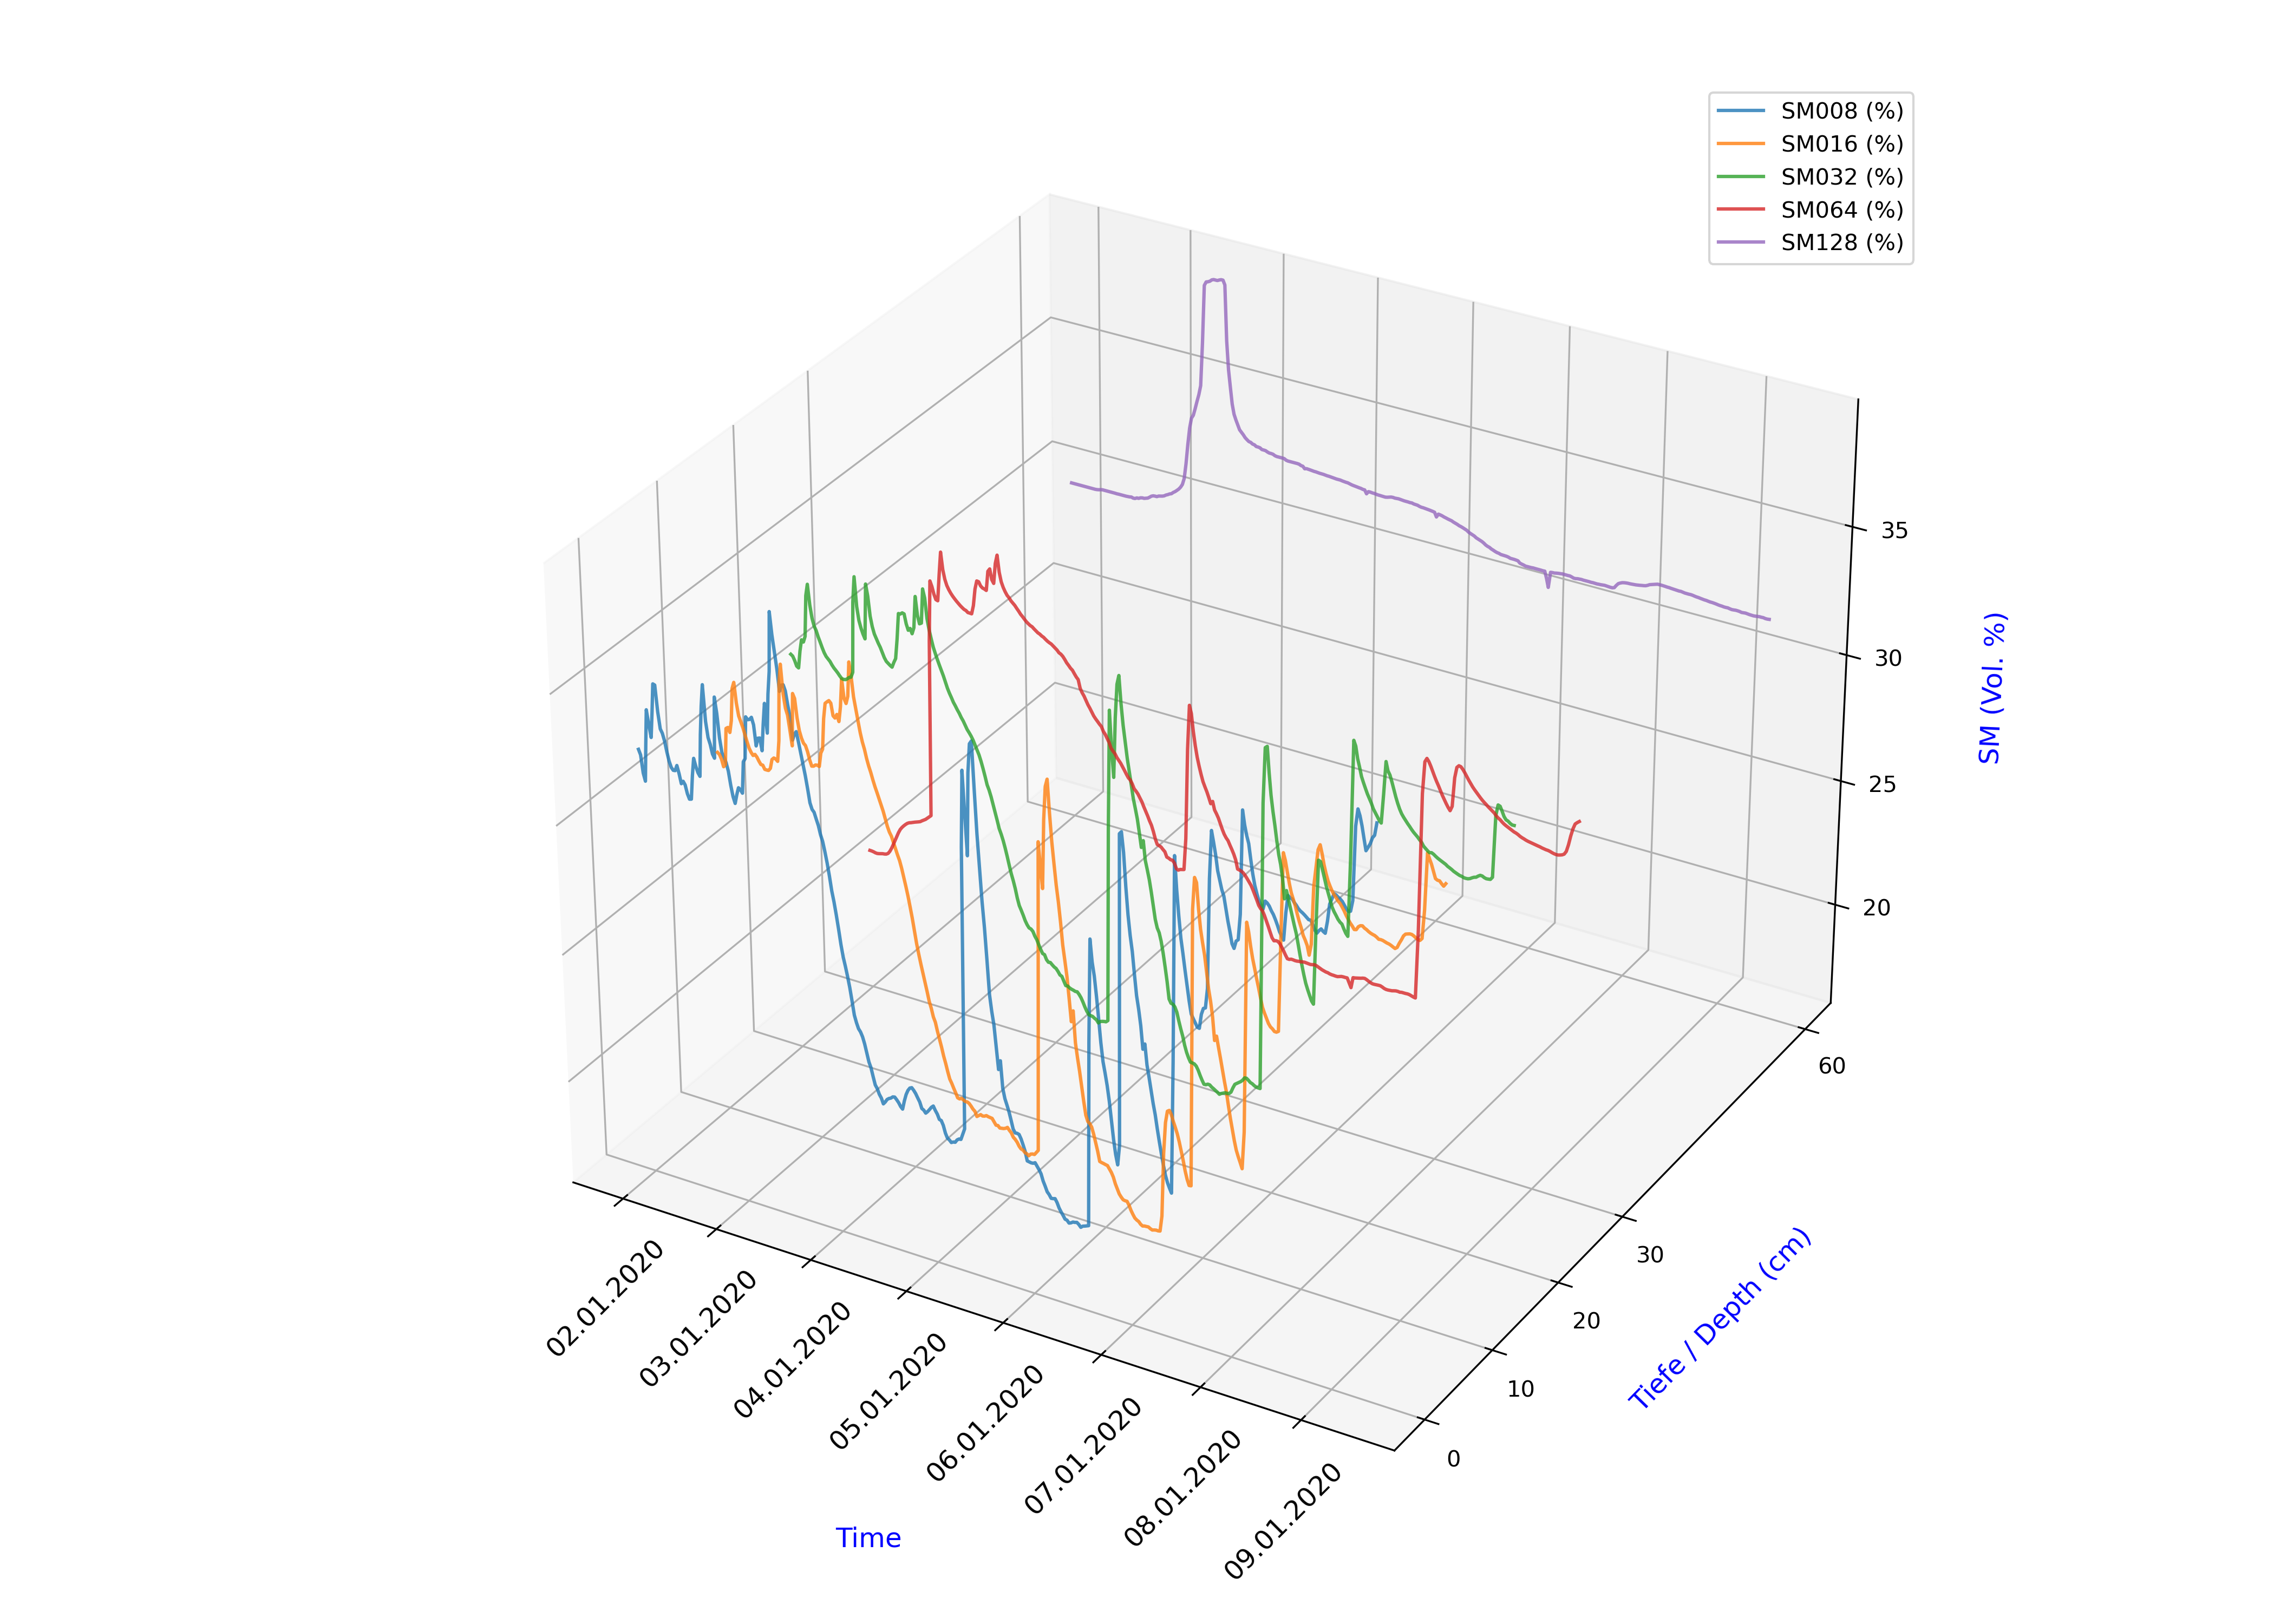 SM008 (%)
SM016 (%)
SM032 (%)
SM064 (%)
SM128 (%)
35
30
25
20
SM (Vol. %)
60
30
20
10
0
Tiefe / Depth (cm)
02.01.2020
03.01.2020
04.01.2020
05.01.2020
06.01.2020
07.01.2020
08.01.2020
09.01.2020
Time